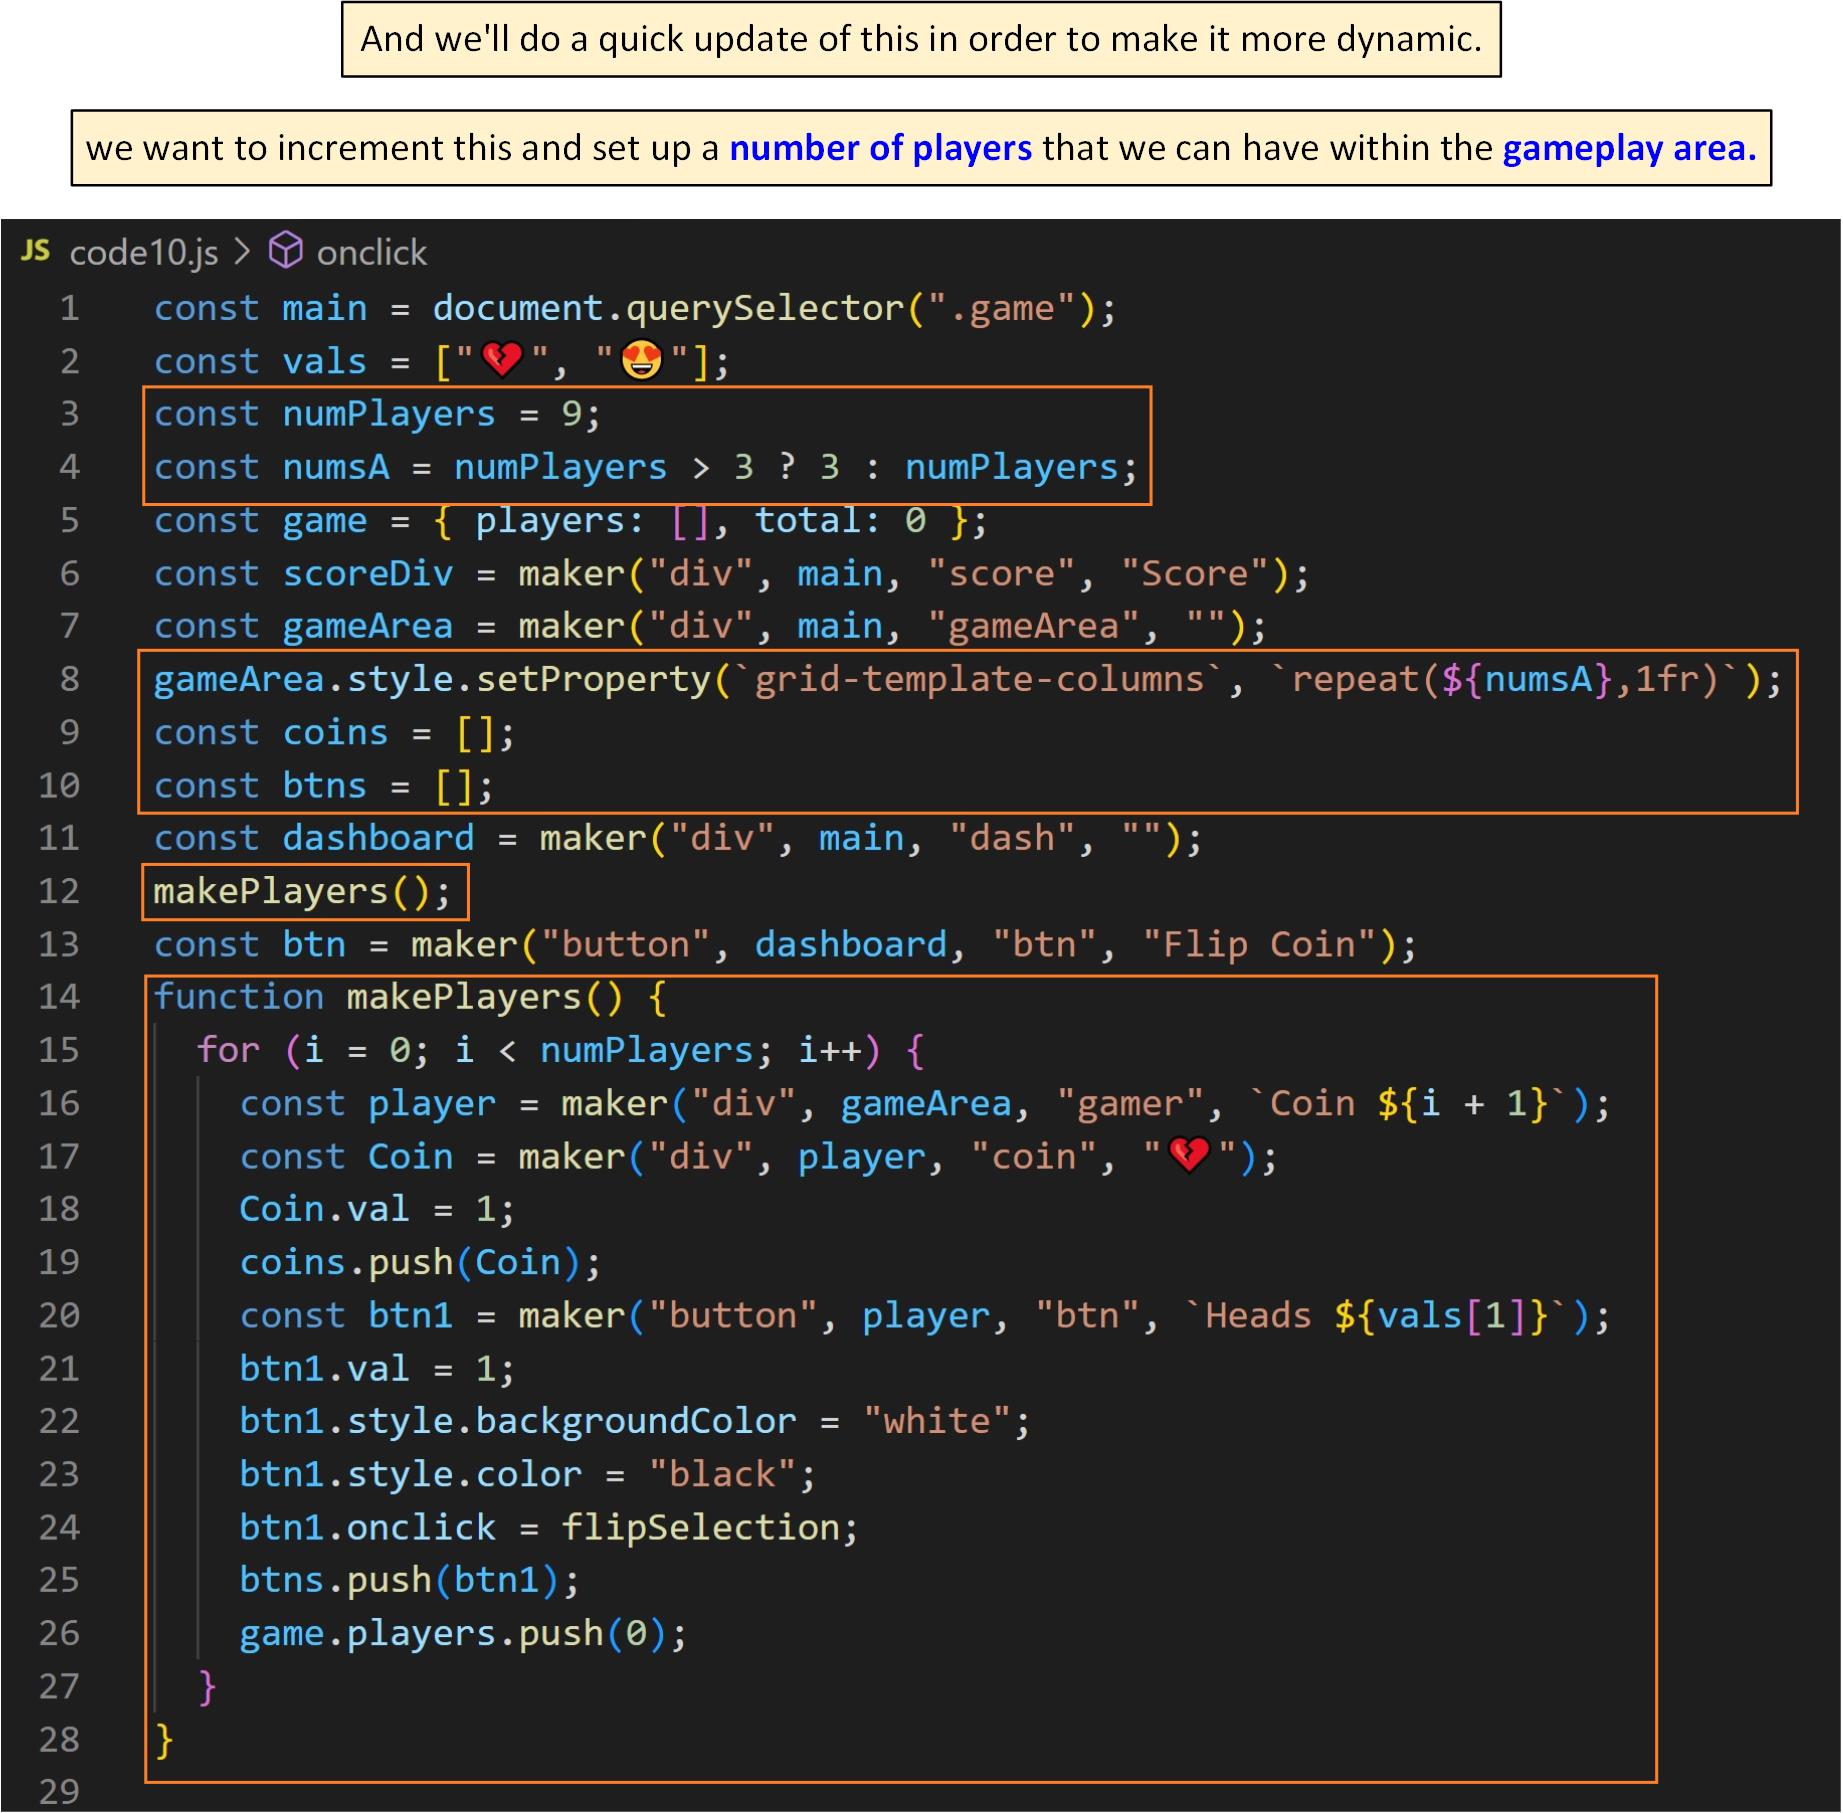 And we'll do a quick update of this in order to make it more dynamic.
we want to increment this and set up a number of players that we can have within the gameplay area.
JS code10.js > onclick
1 const main = document.querySelector(".game");
2 const vals = ["💔", "😍"];
3 const numPlayers = 9;
4 const numsA = numPlayers > 3 ? 3 : numPlayers;
5 const game = { players: [], total: 0 };
6 const scoreDiv = maker("div", main, "score", "Score");
7 const gameArea = maker("div", main, "gameArea", "");
8 gameArea.style.setProperty(`grid-template-columns`, `repeat(${numsA},1fr)`);
9 const coins = [];
10 const btns = [];
11 const dashboard = maker("div", main, "dash", "");
12 makePlayers();
13 const btn = maker("button", dashboard, "btn", "Flip Coin");
14 function makePlayers() {
15 for (i = 0; i < numPlayers; i++) {
16 const player = maker("div", gameArea, "gamer", `Coin ${i + 1}`);
17 const Coin = maker("div", player, "coin", "💔");
18 Coin.val = 1;
19 coins.push(Coin);
20 const btn1 = maker("button", player, "btn", `Heads ${vals[1]}`);
21 btn1.val = 1;
22 btn1.style.backgroundColor = "white";
23 btn1.style.color = "black";
24 btn1.onclick = flipSelection;
25 btns.push(btn1);
26 game.players.push(0);
27 }
28 }
29